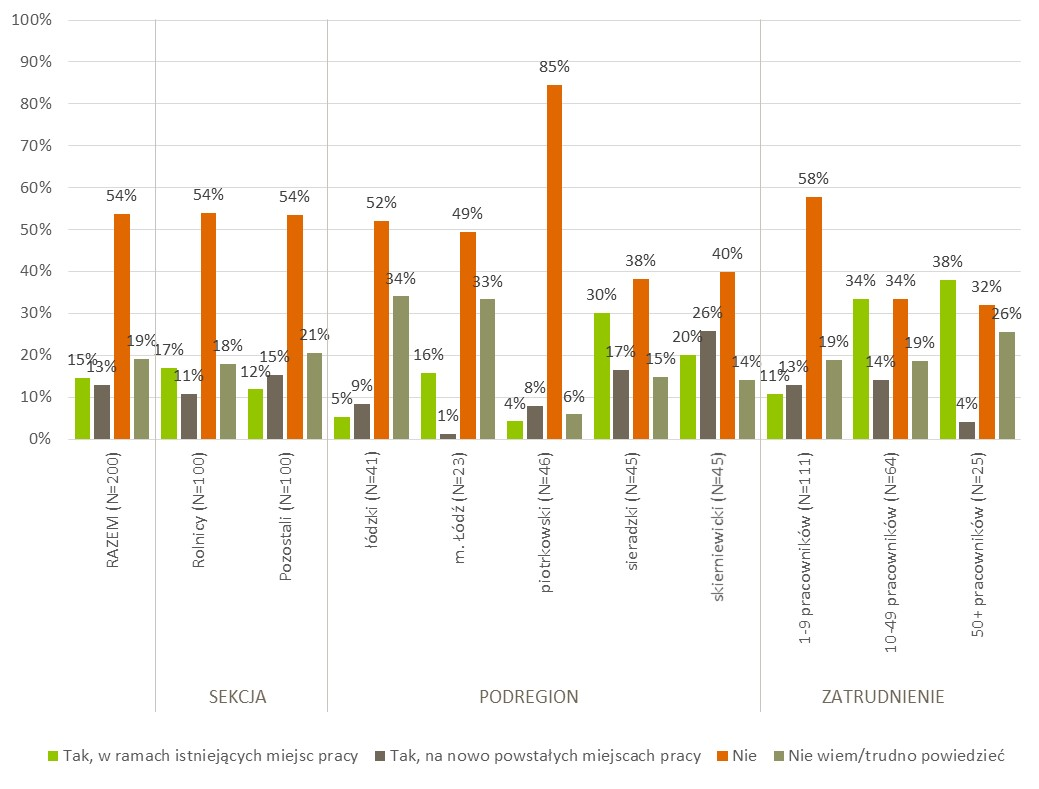 100%
90%
80%
70%
60%
50%
40%
30%
20%
10%
0%
15% 13% 54% 19%
17% 11% 54% 18%
12% 15% 54% 21%
5% 9% 52% 34%
16% 1% 49% 33%
4% 8% 85% 6%
30% 17% 38% 15%
20% 26% 40% 14%
11% 13% 58% 19%
34% 14% 34% 19%
38% 4% 32% 26%
RAZEM (N=200)
Rolnicy (N=100)
Pozostali (N=100)
łódzki (N=41)
m. Łódź (N=23)
piotrkowski (N=46)
sieradzki (N=45)
skierniewicki (N=45)
1-9 pracowników (N=111)
10-49 pracowników (N=64)
50+ pracowników (N=25)
SEKCJA PODREGION ZATRUDNIENIE
Tak, w ramach istniejących miejsc pracy Tak, na nowo powstałych miejscach pracy Nie Nie wiem/trudno powiedzieć